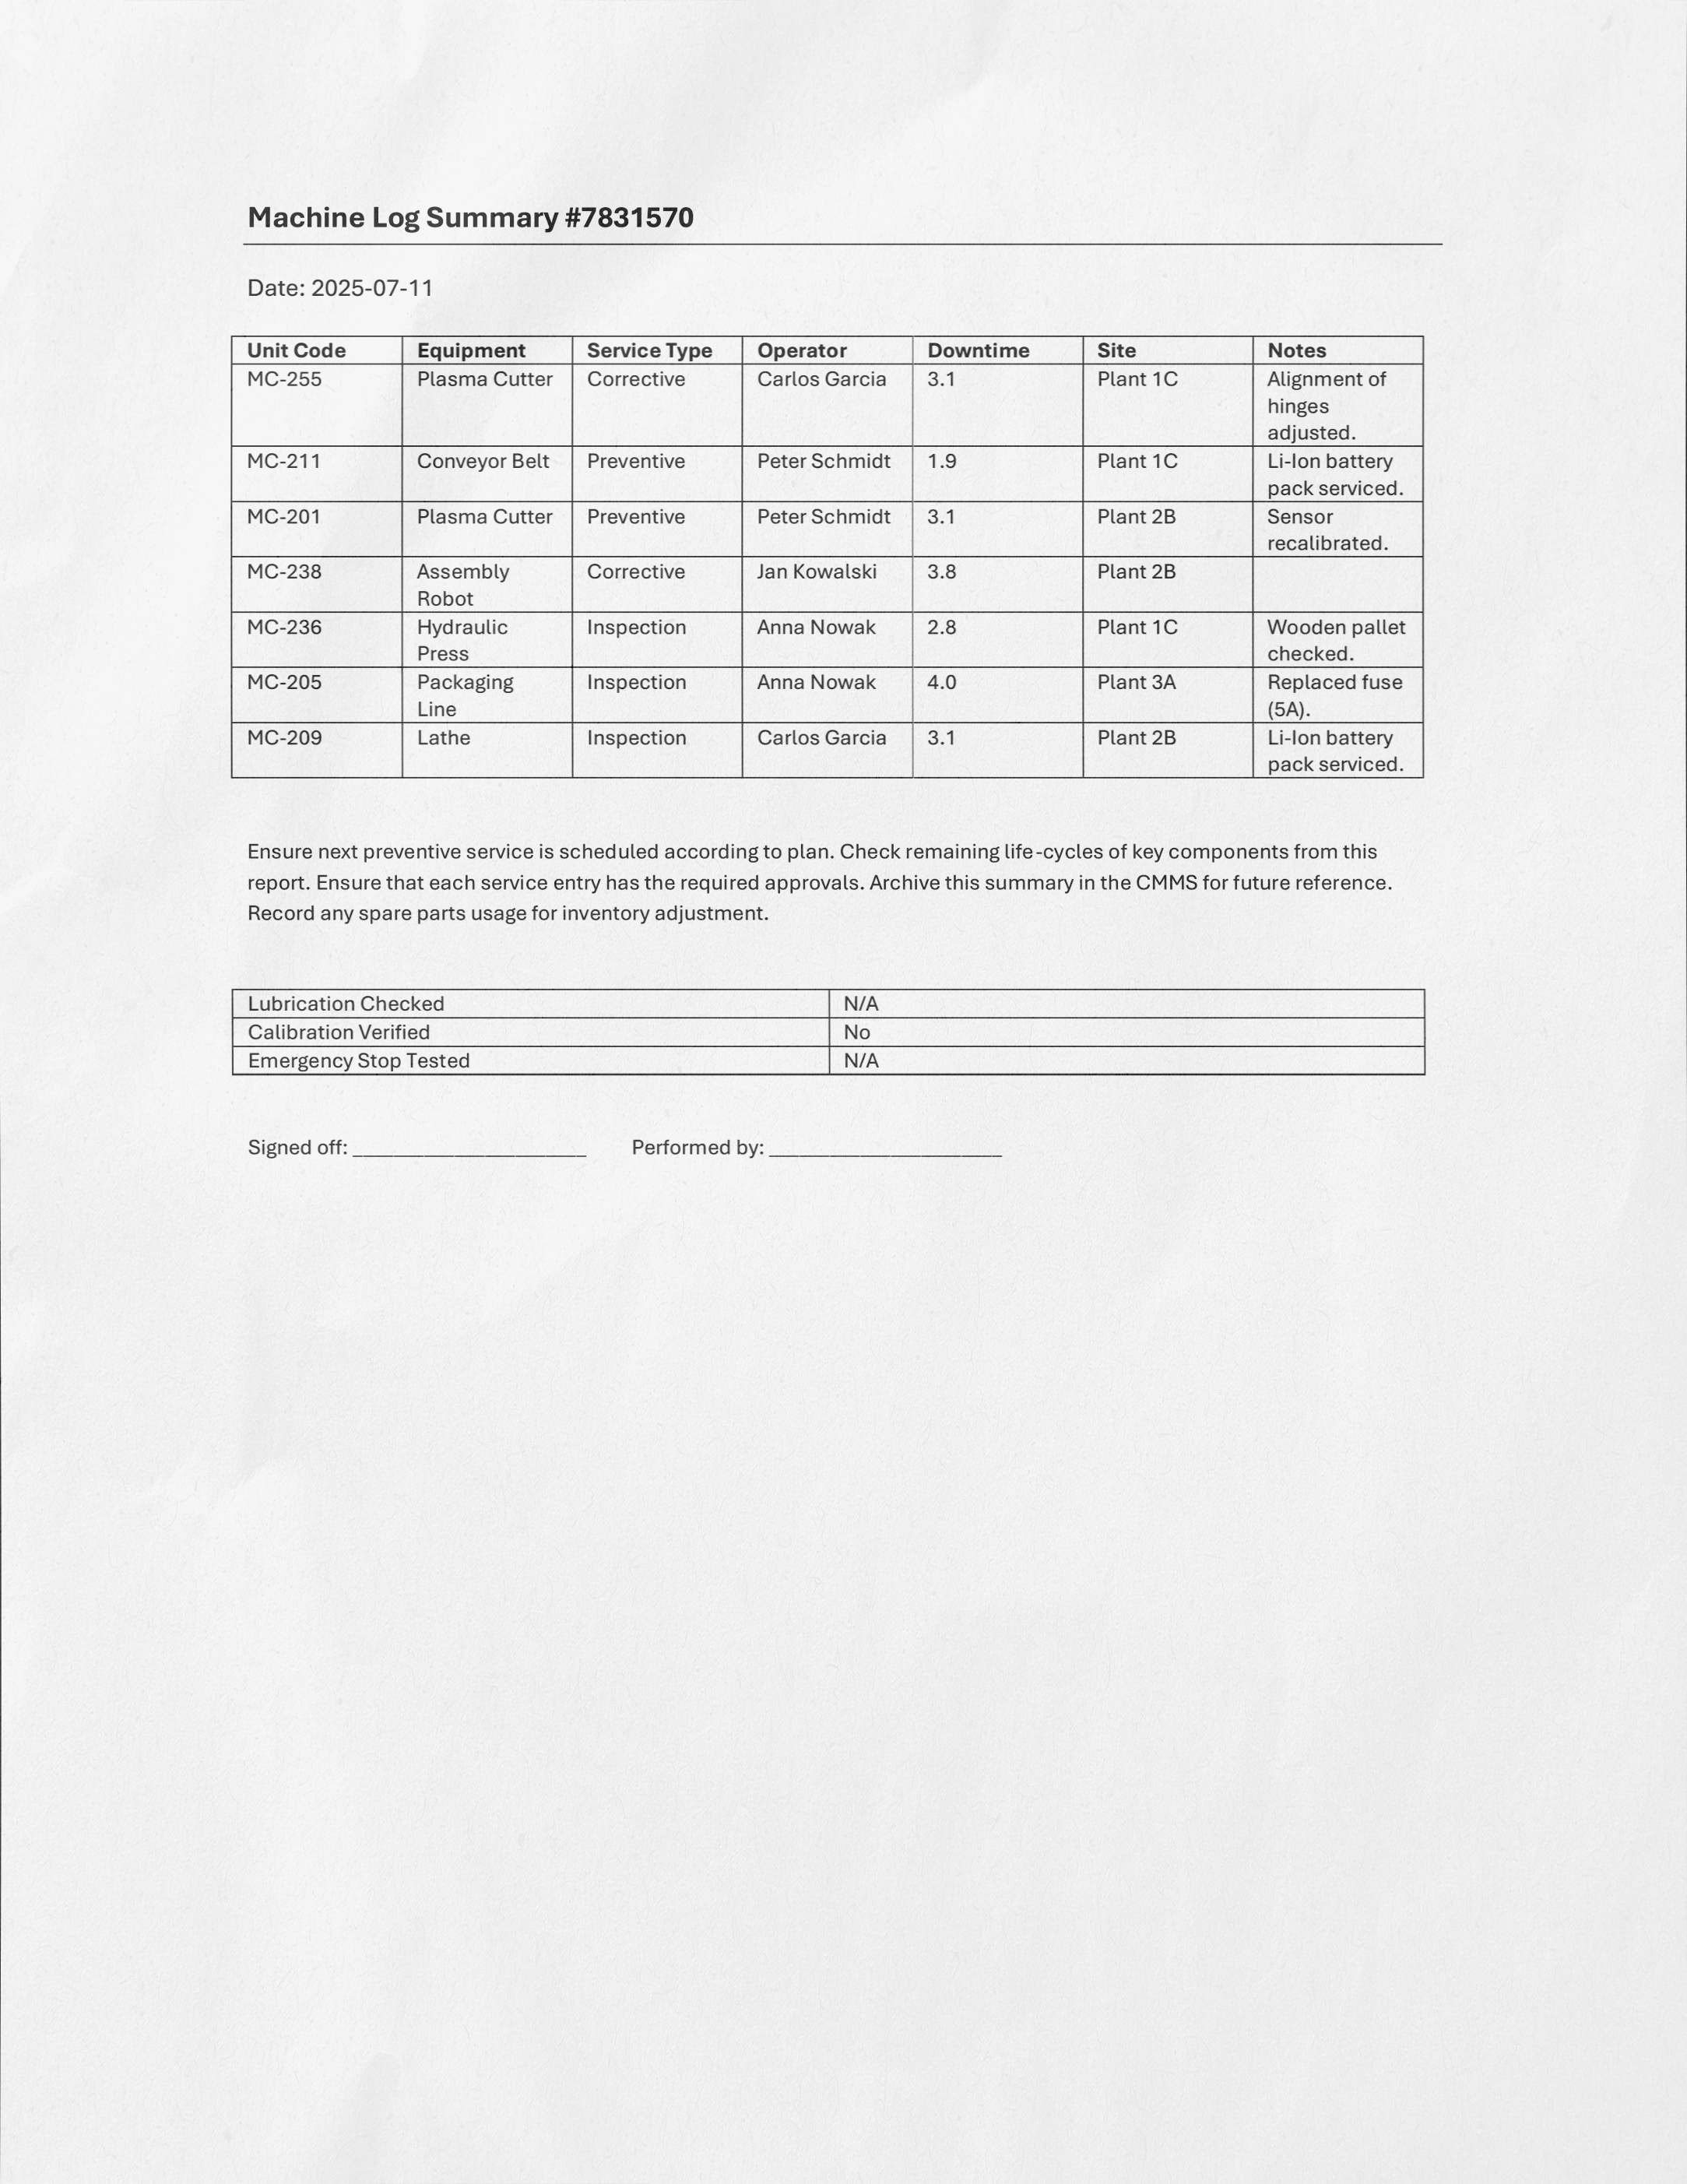 Machine Log Summary #7831570
Date: 2025-07-11
Unit Code Equipment Service Type Operator Downtime Site Notes
MC-255 Plasma Cutter Corrective Carlos Garcia 3.1 Plant 1C Alignment of
hinges
adjusted.
MC-211 Conveyor Belt Preventive Peter Schmidt 1.9 Plant 1C Li-Ion battery
pack serviced.
MC-201 Plasma Cutter Preventive Peter Schmidt 3.1 Plant 2B Sensor
recalibrated.
MC-238 Assembly Corrective Jan Kowalski 3.8 Plant 2B
Robot
MC-236 Hydraulic Inspection Anna Nowak 2.8 Plant 1C Wooden pallet
Press checked.
MC-205 Packaging Inspection Anna Nowak 4.0 Plant 3A Replaced fuse
Line (5A).
MC-209 Lathe Inspection Carlos Garcia 3.1 Plant 2B Li-Ion battery
pack serviced.
Ensure next preventive service is scheduled according to plan. Check remaining life-cycles of key components from this
report. Ensure that each service entry has the required approvals. Archive this summary in the CMMS for future reference.
Record any spare parts usage for inventory adjustment.
Lubrication Checked N/A
Calibration Verified No
Emergency Stop Tested N/A
Signed off: ____________________ Performed by: ____________________